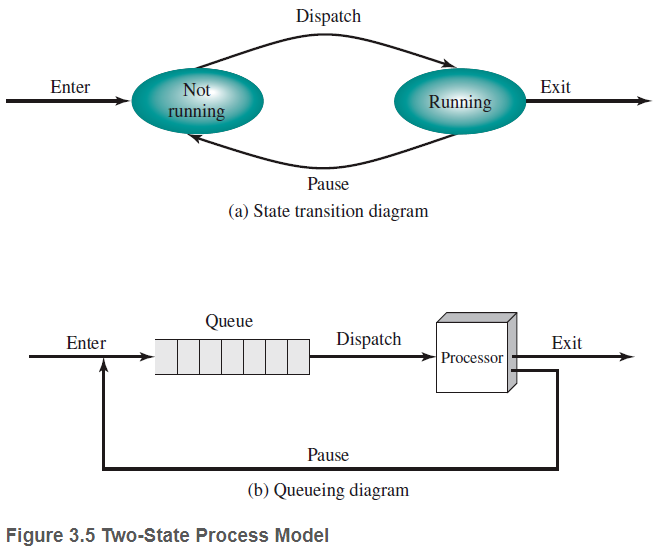 Dispatch
Enter
Not
running
Running
Exit
Pause
(a) State transition diagram
Queue
Enter
Dispatch
Processor
Exit
Pause
(b) Queueing diagram
Figure 3.5 Two-State Process Model